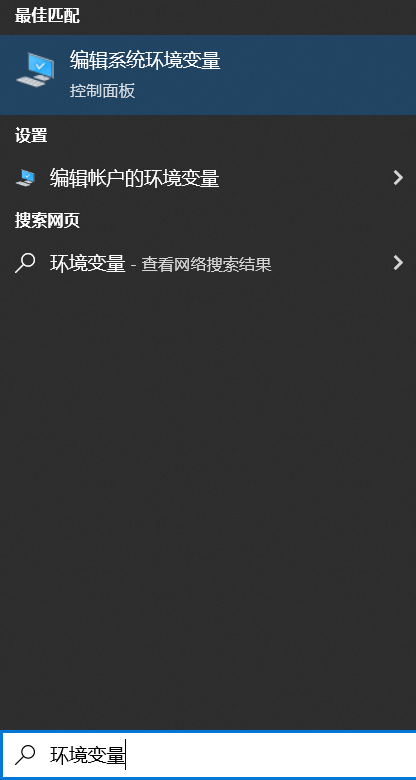 最佳匹配
编辑系统环境变量
控制面板
设置
编辑帐户的环境变量
搜索网页
环境变量 - 查看网络搜索结果
环境变量